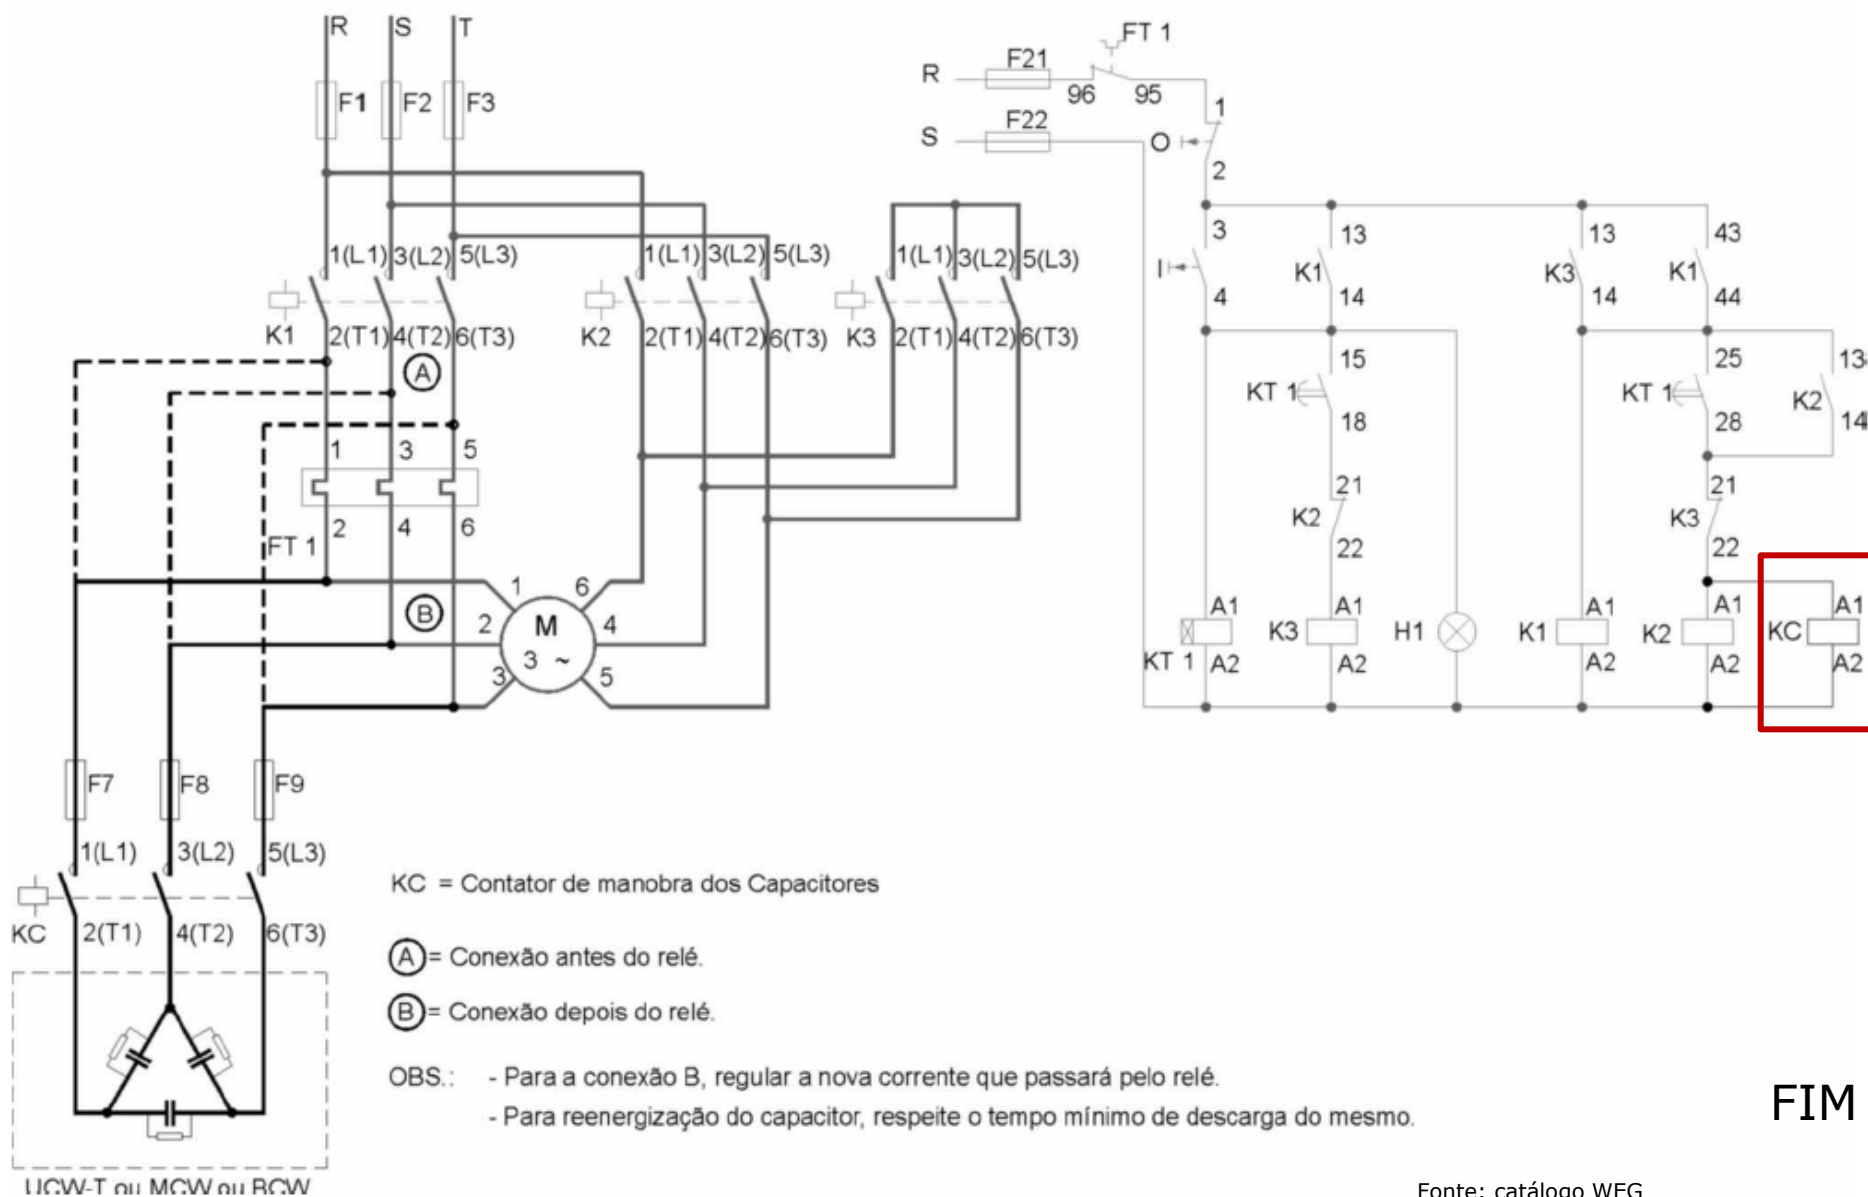 R S T
F1 F2 F3
1(L1) 3(L2) 5(L3)
K1
2(T1) 4(T2) 6(T3)
1(L1) 3(L2) 5(L3)
K2
2(T1) 4(T2) 6(T3)
1(L1) 3(L2) 5(L3)
K3
2(T1) 4(T2) 6(T3)
A
1 3 5
2 4 6
FT 1
B
1 6
2 M 4
3 ~
3 5
F7 F8 F9
1(L1) 3(L2) 5(L3)
KC
2(T1) 4(T2) 6(T3)
UCW-T ou MCW ou BCW
FT 1
R F21
96 95
S F22
1
O
2
3 13 13 43
I K1 K3 K1
4 14 14 44
15 25 13
KT 1 KT 1 K2
18 28 14
21 21
K2 K3
22 22
A1 A1 A1 A1 A1
KT 1 K3 H1 K1 K2 KC
A2 A2 A2 A2 A2
KC = Contator de manobra dos Capacitores
A = Conexão antes do relé.
B = Conexão depois do relé.
OBS.: - Para a conexão B, regular a nova corrente que passará pelo relé.
- Para reenergização do capacitor, respeite o tempo mínimo de descarga do mesmo.
FIM
Fonte: catálogo WEG